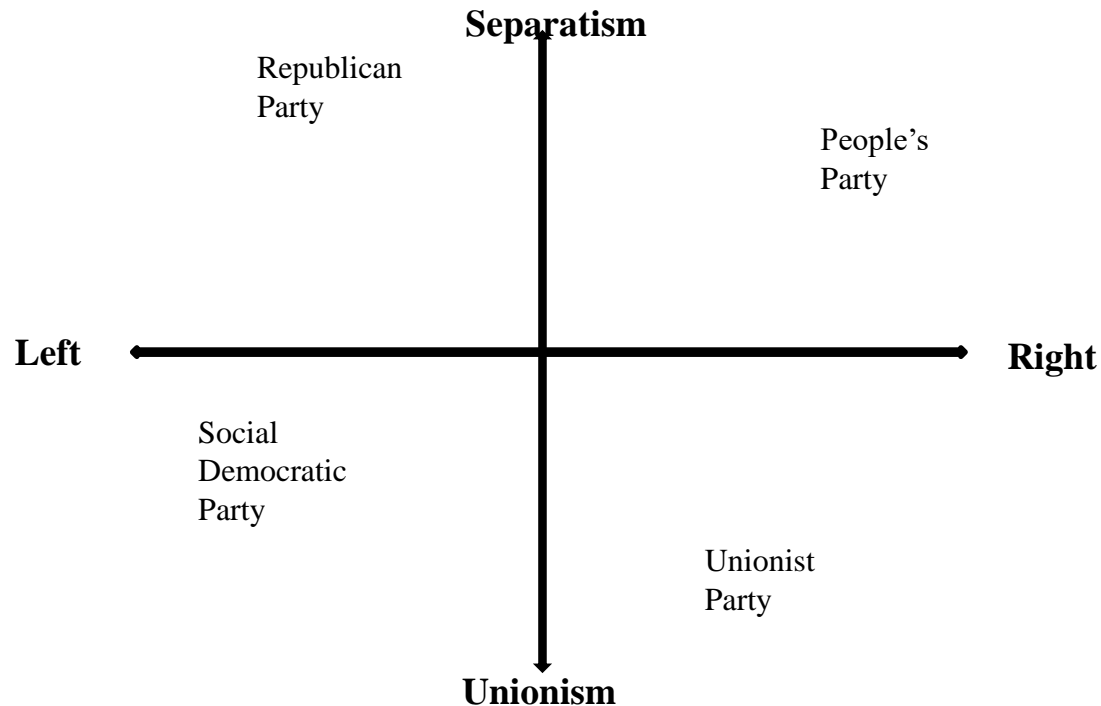 Separatism
Republican
Party
People’s
Party
Left
Right
Social
Democratic
Party
Unionist
Party
Unionism